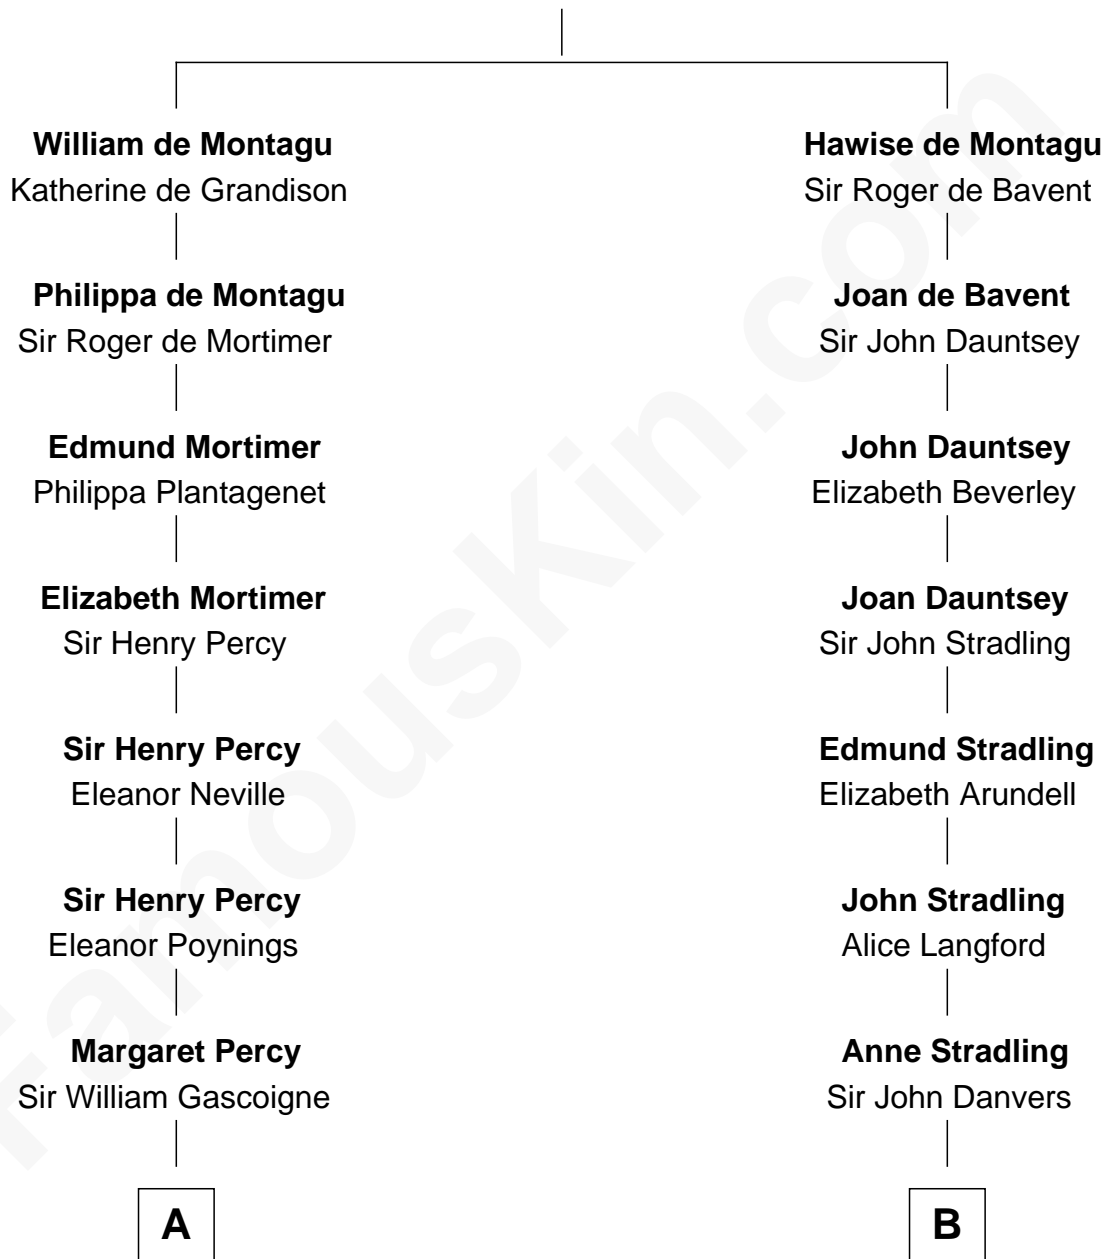 William de Montagu
Katherine de Grandison
Philippa de Montagu
Sir Roger de Mortimer
Edmund Mortimer
Philippa Plantagenet
Elizabeth Mortimer
Sir Henry Percy
Sir Henry Percy
Eleanor Neville
Sir Henry Percy
Eleanor Poynings
Margaret Percy
Sir William Gascoigne
A
Hawise de Montagu
Sir Roger de Bavent
Joan de Bavent
Sir John Dauntsey
John Dauntsey
Elizabeth Beverley
Joan Dauntsey
Sir John Stradling
Edmund Stradling
Elizabeth Arundell
John Stradling
Alice Langford
Anne Stradling
Sir John Danvers
B
FamousKin.com